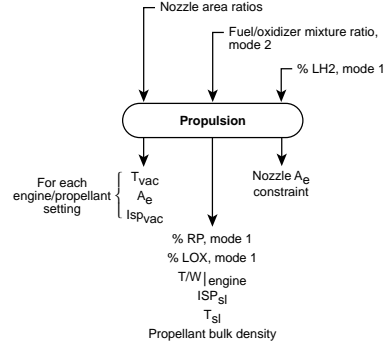 Nozzle area ratios
Fuel/oxidizer mixture ratio,
mode 2
% LH2, mode 1
Propulsion
For each
engine/propellant
setting
Tvac
Ae
Ispvac
Nozzle Ae
constraint
% RP, mode 1
% LOX, mode 1
T/W|engine
ISPsl
Tsl
Propellant bulk density